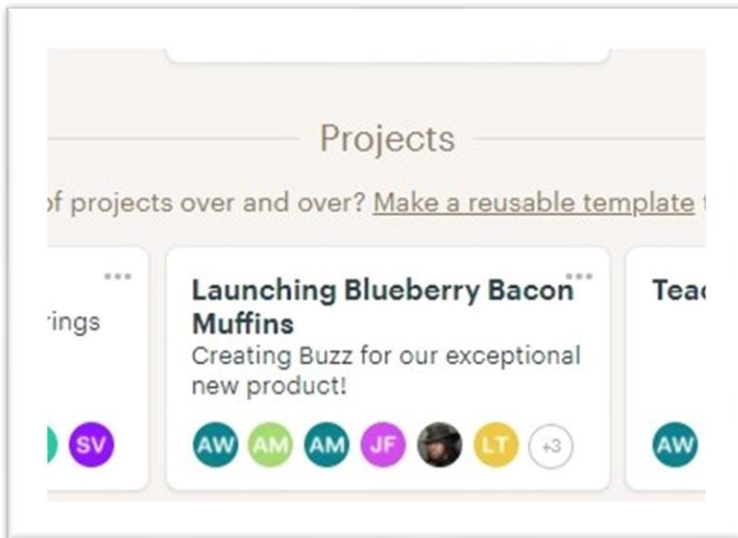 Projects
of projects over and over? Make a reusable template
rings
Launching Blueberry Bacon
Muffins
Creating Buzz for our exceptional
new product!
SV
AW AM AM JF LT +3
Teac
AW